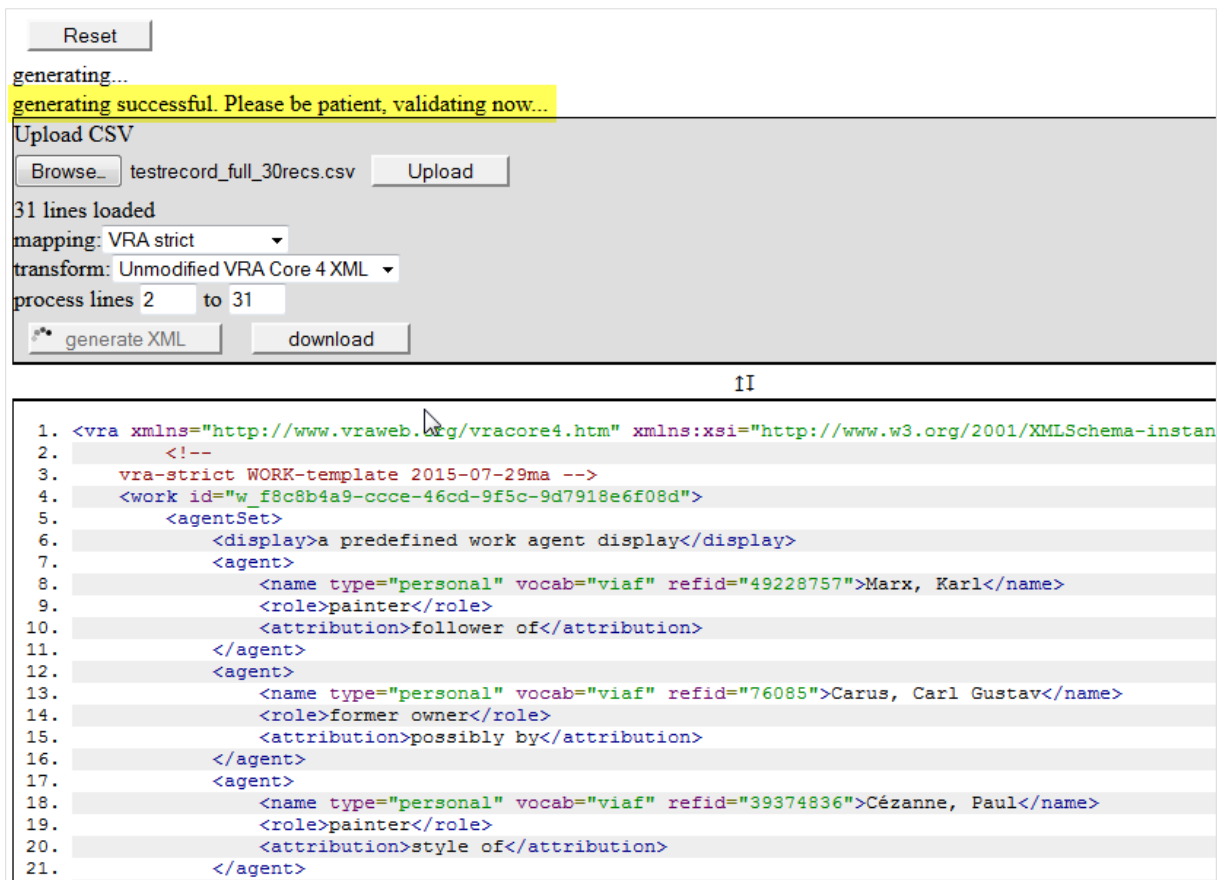 Reset
generating...
generating successful. Please be patient, validating now...
Upload CSV
Browse... testrecord_full_30recs.csv Upload
31 lines loaded
mapping: VRA strict
transform: Unmodified VRA Core 4 XML
process lines 2 to 31
generate XML download
1. <vra xmlns="http://www.vraweb.org/vracore4.htm" xmlns:xsi="http://www.w3.org/2001/XMLSchema-instan
2. <!--
3. vra-strict WORK-template 2015-07-29ma -->
4. <work id="w_f8c8b4a9-ccce-46cd-9f5c-9d7918e6f08d">
5. <agentSet>
6. <display>a predefined work agent display</display>
7. <agent>
8. <name type="personal" vocab="viaf" refid="49228757">Marx, Karl</name>
9. <role>painter</role>
10. <attribution>follower of</attribution>
11. </agent>
12. <agent>
13. <name type="personal" vocab="viaf" refid="76085">Carus, Carl Gustav</name>
14. <role>former owner</role>
15. <attribution>possibly by</attribution>
16. </agent>
17. <agent>
18. <name type="personal" vocab="viaf" refid="39374836">Cézanne, Paul</name>
19. <role>painter</role>
20. <attribution>style of</attribution>
21. </agent>